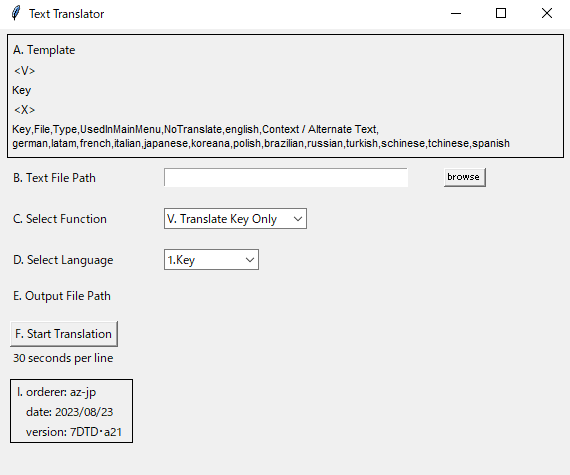 Text Translator
A. Template
<V>
Key
<X>
Key,File,Type,UsedInMainMenu,NoTranslate,english,Context / Alternate Text,
german,latam,french,italian,japanese,koreana,polish,brazilian,russian,turkish,schinese,tchinese,spanish
B. Text File Path
browse
C. Select Function
V. Translate Key Only
D. Select Language
1.Key
E. Output File Path
F. Start Translation
30 seconds per line
I. orderer: az-jp
date: 2023/08/23
version: 7DTD･a21